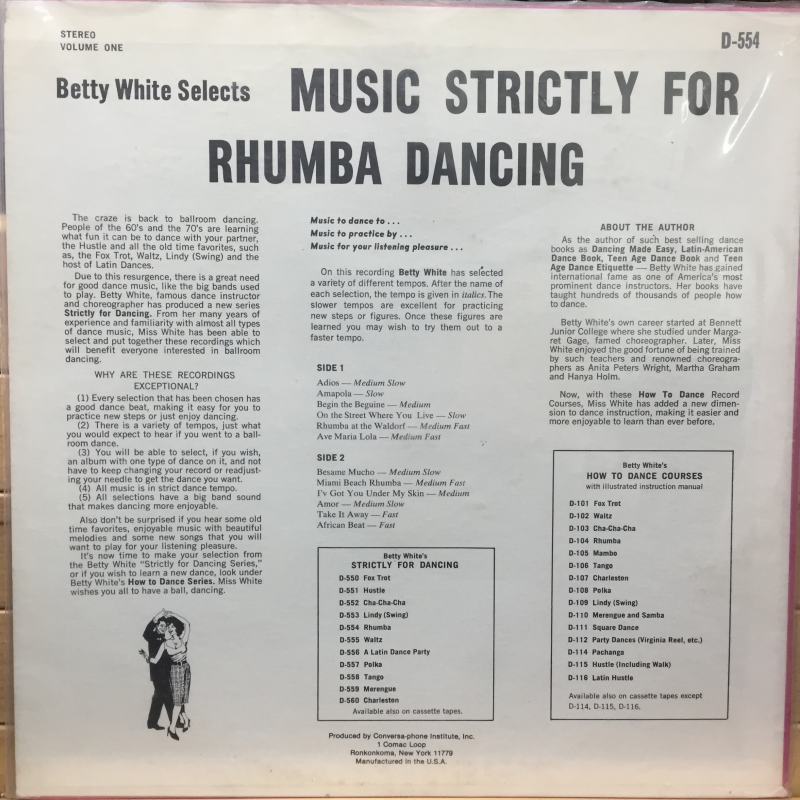 STEREO
VOLUME ONE
D-554
Betty White Selects MUSIC STRICTLY FOR
RHUMBA DANCING
The craze is back to ballroom dancing.
People of the 60's and the 70's are learning
what fun it can be to dance with your partner,
the Hustle and all the old time favorites, such
as, the Fox Trot, Waltz, Lindy (Swing) and the
host of Latin Dances.
Due to this resurgence, there is a great need
for good dance music, like the big bands used
to play. Betty White, famous dance instructor
and choreographer has produced a new series
Strictly for Dancing. From her many years of
experience and familiarity with almost all types
of dance music, Miss White has been able to
select and put together these recordings which
will benefit everyone interested in ballroom
dancing.
WHY ARE THESE RECORDINGS
EXCEPTIONAL?
(1) Every selection that has been chosen has
a good dance beat, making it easy for you to
practice new steps or just enjoy dancing.
(2) There is a variety of tempos, just what
you would expect to hear if you went to a ball-
room dance.
(3) You will be able to select, if you wish,
an album with one type of dance on it, and not
have to keep changing your record or readjust-
ing your needle to get the dance you want.
(4) All music is in strict dance tempo.
(5) All selections have a big band sound
that makes dancing more enjoyable.
Also don't be surprised if you hear some old
time favorites, enjoyable music with beautiful
melodies and some new songs that you will
want to play for your listening pleasure.
It's now time to make your selection from
the Betty White "Strictly for Dancing Series,"
or if you wish to learn a new dance, look under
Betty White's How to Dance Series. Miss White
wishes you all to have a ball, dancing.
Music to dance to . . .
Music to practice by . . .
Music for your listening pleasure . . .
On this recording Betty White has selected
a variety of different tempos. After the name of
each selection, the tempo is given in italics. The
slower tempos are excellent for practicing
new steps or figures. Once these figures are
learned you may wish to try them out to a
faster tempo.
SIDE 1
Adios — Medium Slow
Amapola — Slow
Begin the Beguine — Medium
On the Street Where You Live — Slow
Rhumba at the Waldorf — Medium Fast
Ave Maria Lola — Medium Fast
SIDE 2
Besame Mucho — Medium Slow
Miami Beach Rhumba — Medium Fast
I'v Got You Under My Skin — Medium
Amor — Medium Slow
Take It Away — Fast
African Beat — Fast
Betty White's
STRICTLY FOR DANCING
D-550 Fox Trot
D-551 Hustle
D-552 Cha-Cha-Cha
D-553 Lindy (Swing)
D-554 Rhumba
D-555 Waltz
D-556 A Latin Dance Party
D-557 Polka
D-558 Tango
D-559 Merengue
D-560 Charleston
Available also on cassette tapes.
Produced by Conversa-phone Institute, Inc.
1 Comac Loop
Ronkonkoma, New York 11779
Manufactured in the U.S.A.
ABOUT THE AUTHOR
As the author of such best selling dance
books as Dancing Made Easy, Latin-American
Dance Book, Teen Age Dance Book and Teen
Age Dance Etiquette — Betty White has gained
international fame as one of America's most
prominent dance instructors. Her books have
taught hundreds of thousands of people how
to dance.
Betty White's own career started at Bennett
Junior College where she studied under Marga-
ret Gage, famed choreographer. Later, Miss
White enjoyed the good fortune of being trained
by such teachers and renowned choreogra-
phers as Anita Peters Wright, Martha Graham
and Hanya Holm.
Now, with these How To Dance Record
Courses, Miss White has added a new dimen-
sion to dance instruction, making it easier and
more enjoyable to learn than ever before.
Betty White's
HOW TO DANCE COURSES
with illustrated instruction manual
D-101 Fox Trot
D-102 Waltz
D-103 Cha-Cha-Cha
D-104 Rhumba
D-105 Mambo
D-106 Tango
D-107 Charleston
D-108 Polka
D-109 Lindy (Swing)
D-110 Merengue and Samba
D-111 Square Dance
D-112 Party Dances (Virginia Reel, etc.)
D-114 Pachanga
D-115 Hustle (Including Walk)
D-116 Latin Hustle
Available also on cassette tapes except
D-114, D-115, D-116.